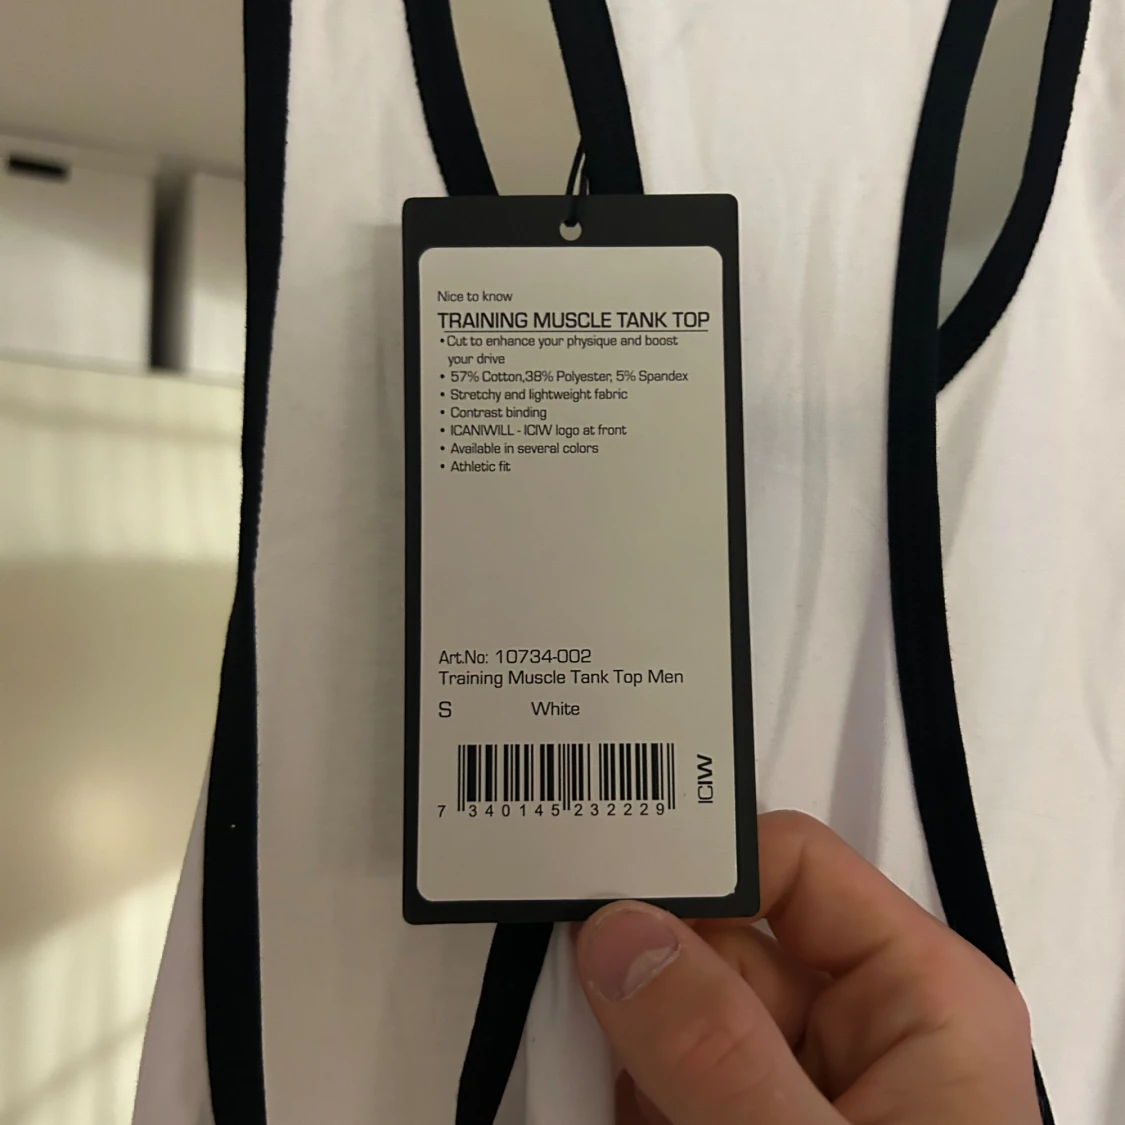 Nice to know
TRAINING MUSCLE TANK TOP
• Cut to enhance your physique and boost
your drive
• 57% Cotton,38% Polyester, 5% Spandex
• Stretchy and lightweight fabric
• Contrast binding
• ICANIWILL - ICIW logo at front
• Available in several colors
• Athletic fit
Art.No: 10734-002
Training Muscle Tank Top Men
S White
7 340145 232229
ICIW